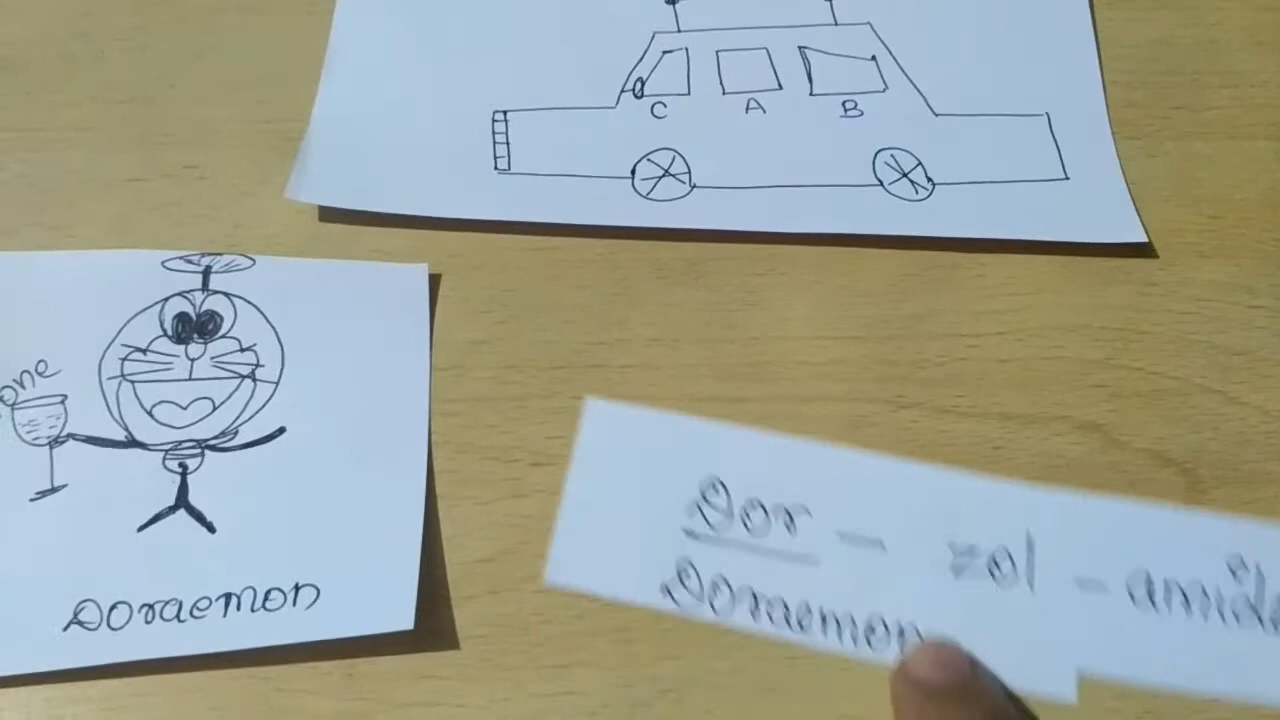 C A B
one
Doraemon
Dor - zol - amide
Doraemon